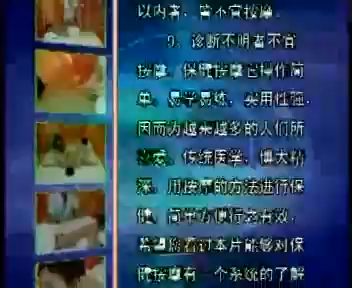 以内者，皆不宜按摩。
9、诊断不明者不宜
按摩。保健按摩它操作简
单，易学易练，实用性强，
因而为越来越多的人们所
传统医学，博大精
深，用按摩的方法进行保
健，简单方便行之有效，
希望您看过本片能够对保
健按摩有一个系统的了解